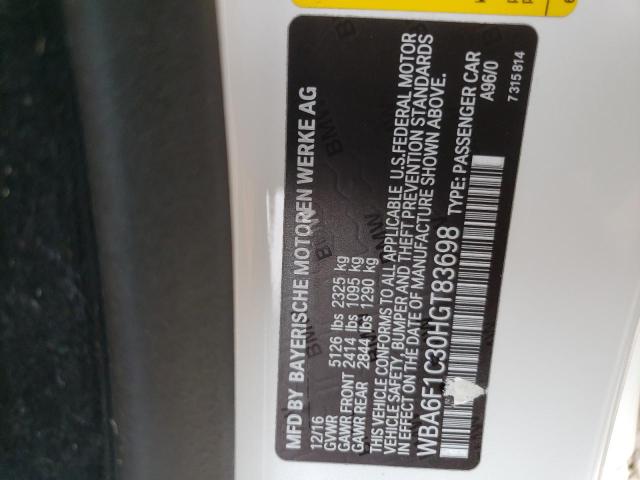 MFD BY BAYERISCHE MOTOREN WERKE AG
12/16
GVWR 5126 lbs 2325 kg
GAWR FRONT 2414 lbs 1095 kg
GAWR REAR 2844 lbs 1290 kg
THIS VEHICLE CONFORMS TO ALL APPLICABLE U.S. FEDERAL MOTOR
VEHICLE SAFETY, BUMPER AND THEFT PREVENTION STANDARDS
IN EFFECT ON THE DATE OF MANUFACTURE SHOWN ABOVE.
WBA6F1C30HGT83698 TYPE: PASSENGER CAR
A96/0
7 315 814